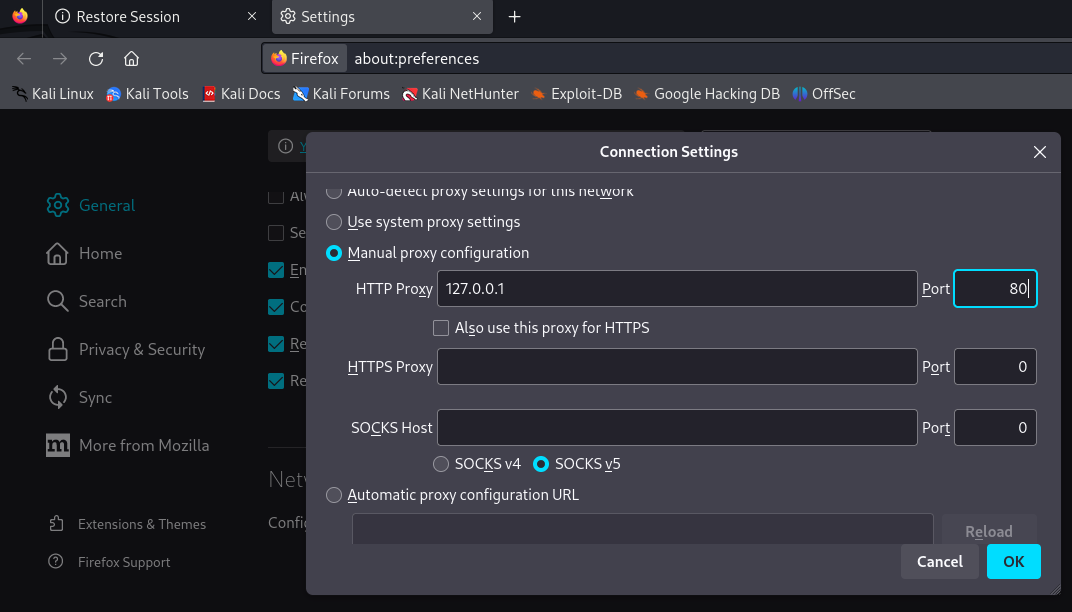 Restore Session
Settings
Firefox about:preferences
Kali Linux Kali Tools Kali Docs Kali Forums Kali NetHunter Exploit-DB Google Hacking DB OffSec
Connection Settings
Auto-detect proxy settings for this network
Use system proxy settings
Manual proxy configuration
HTTP Proxy 127.0.0.1 Port 80
Also use this proxy for HTTPS
HTTPS Proxy Port 0
SOCKS Host Port 0
SOCKS v4 SOCKS v5
Automatic proxy configuration URL
Reload
Cancel OK
General
Home
Search
Privacy & Security
Sync
More from Mozilla
Extensions & Themes
Firefox Support